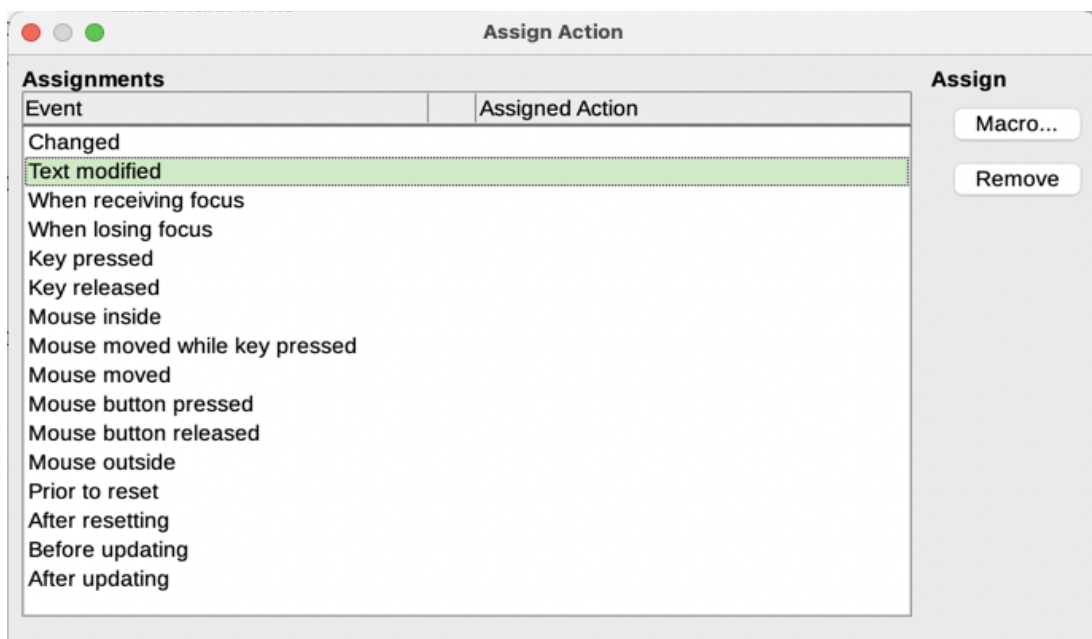 Assign Action
Assignments
Assign
Event Assigned Action
Macro...
Changed
Text modified
Remove
When receiving focus
When losing focus
Key pressed
Key released
Mouse inside
Mouse moved while key pressed
Mouse moved
Mouse button pressed
Mouse button released
Mouse outside
Prior to reset
After resetting
Before updating
After updating